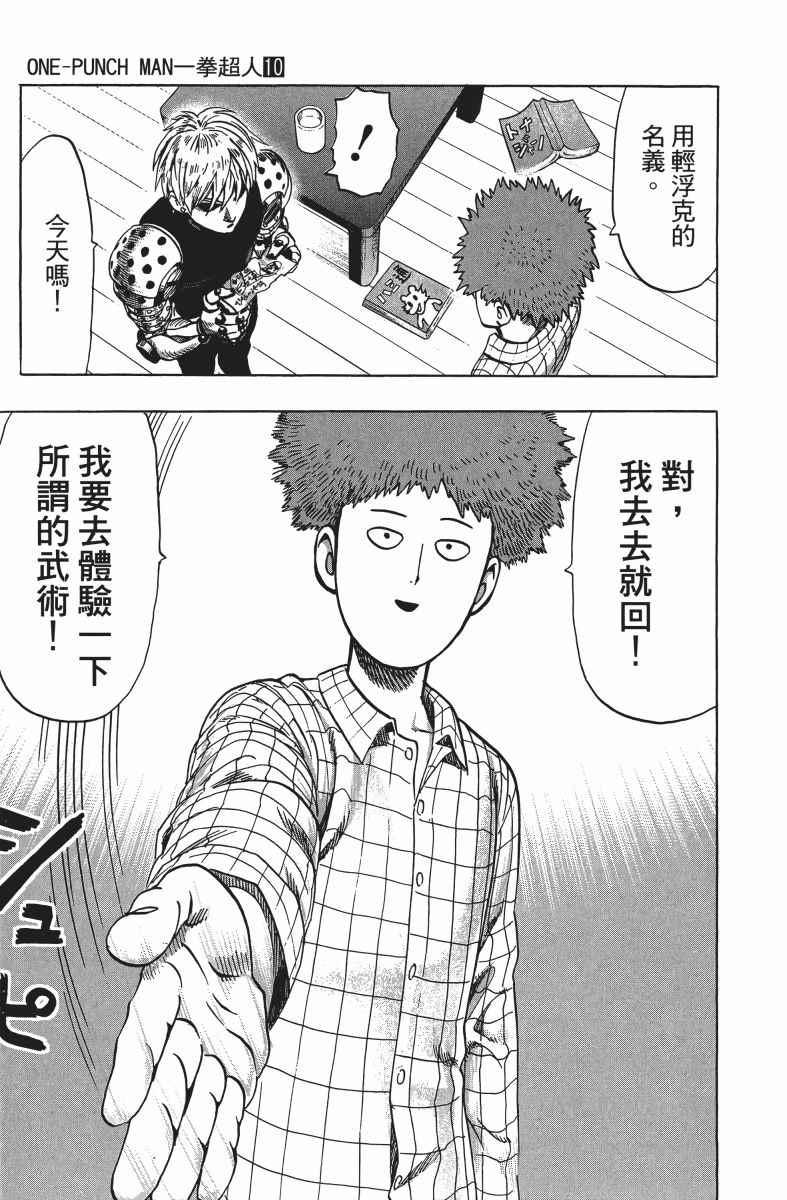 ONE-PUNCH MAN一拳超人10
用輕浮克的
名義。
！
今天嗎！
對，
我去去就回！
我要去體驗一下
所謂的武術！
シュピ